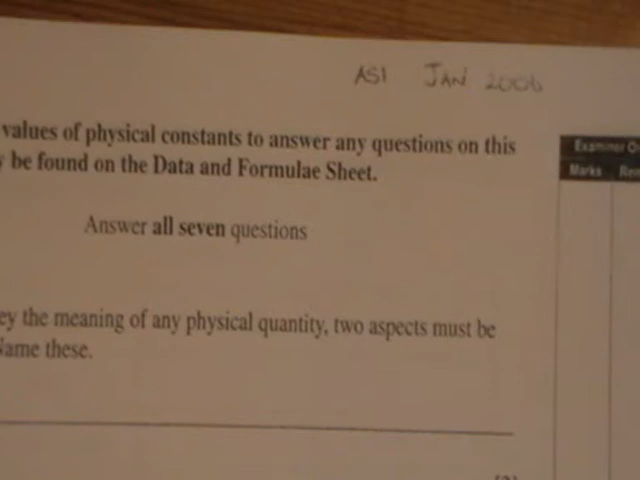 AS1 JAN 2006
values of physical constants to answer any questions on this
be found on the Data and Formulae Sheet.
Examiner
Marks
Answer all seven questions
the meaning of any physical quantity, two aspects must be
these.